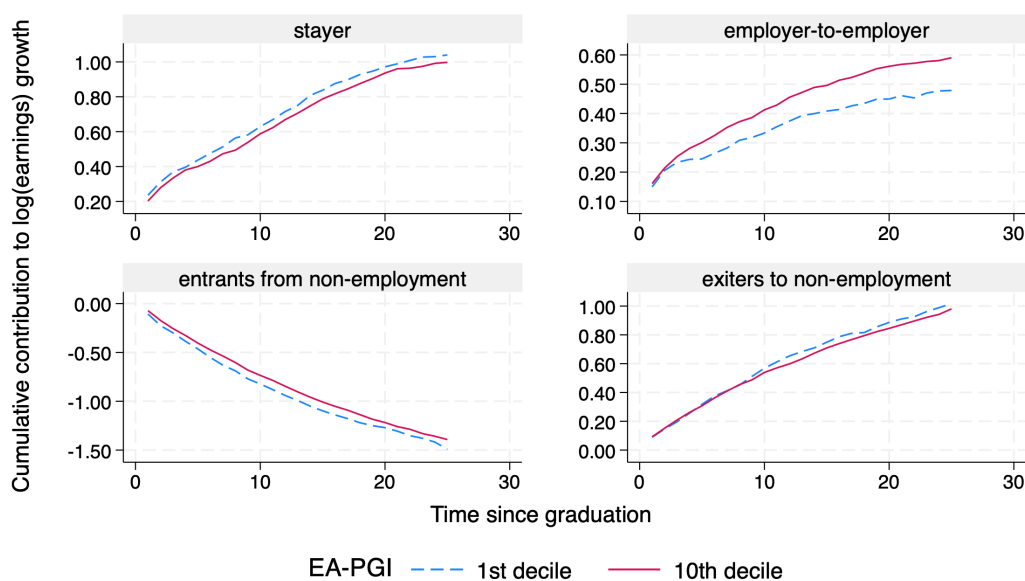 Cumulative contribution to log(earnings) growth
stayer
1.00
0.80
0.60
0.40
0.20
0 10 20 30
employer-to-employer
0.60
0.50
0.40
0.30
0.20
0.10
0 10 20 30
entrants from non-employment
0.00
-0.50
-1.00
-1.50
0 10 20 30
exiters to non-employment
1.00
0.80
0.60
0.40
0.20
0.00
0 10 20 30
Time since graduation
EA-PGI 1st decile 10th decile